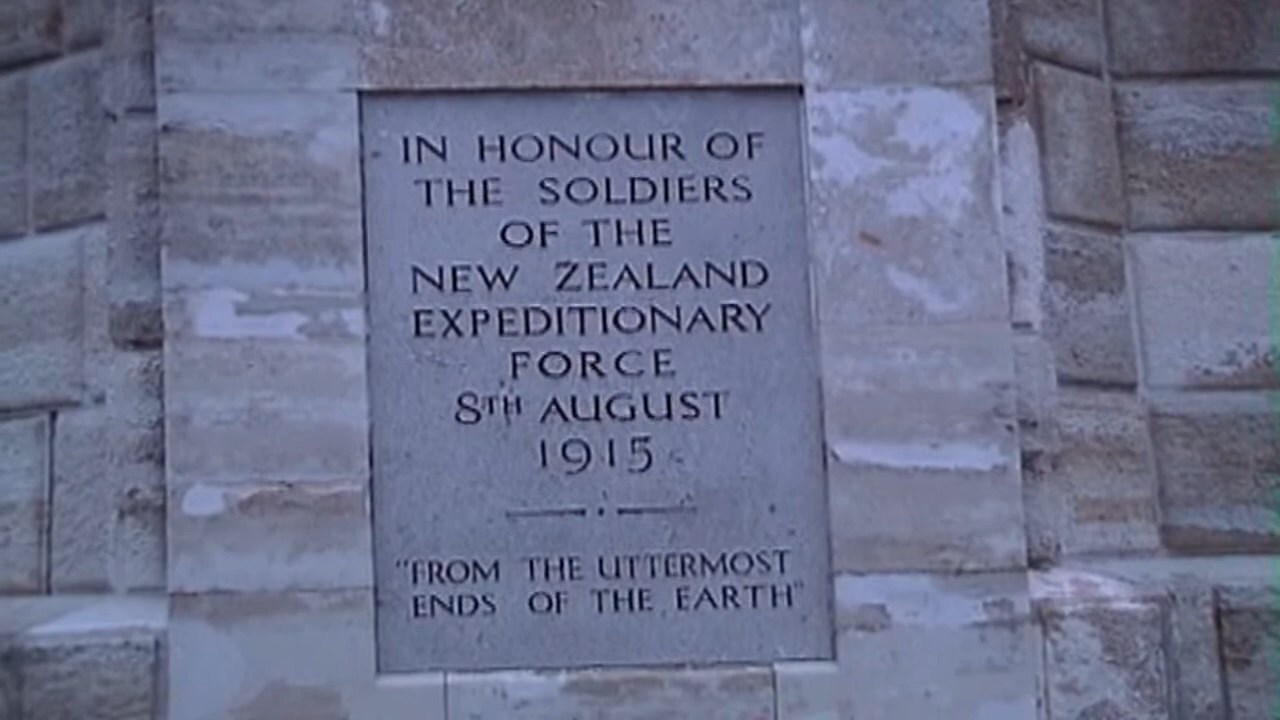 IN HONOUR OF
THE SOLDIERS
OF THE
NEW ZEALAND
EXPEDITIONARY
FORCE
8TH AUGUST
1915
"FROM THE UTTERMOST
ENDS OF THE EARTH"